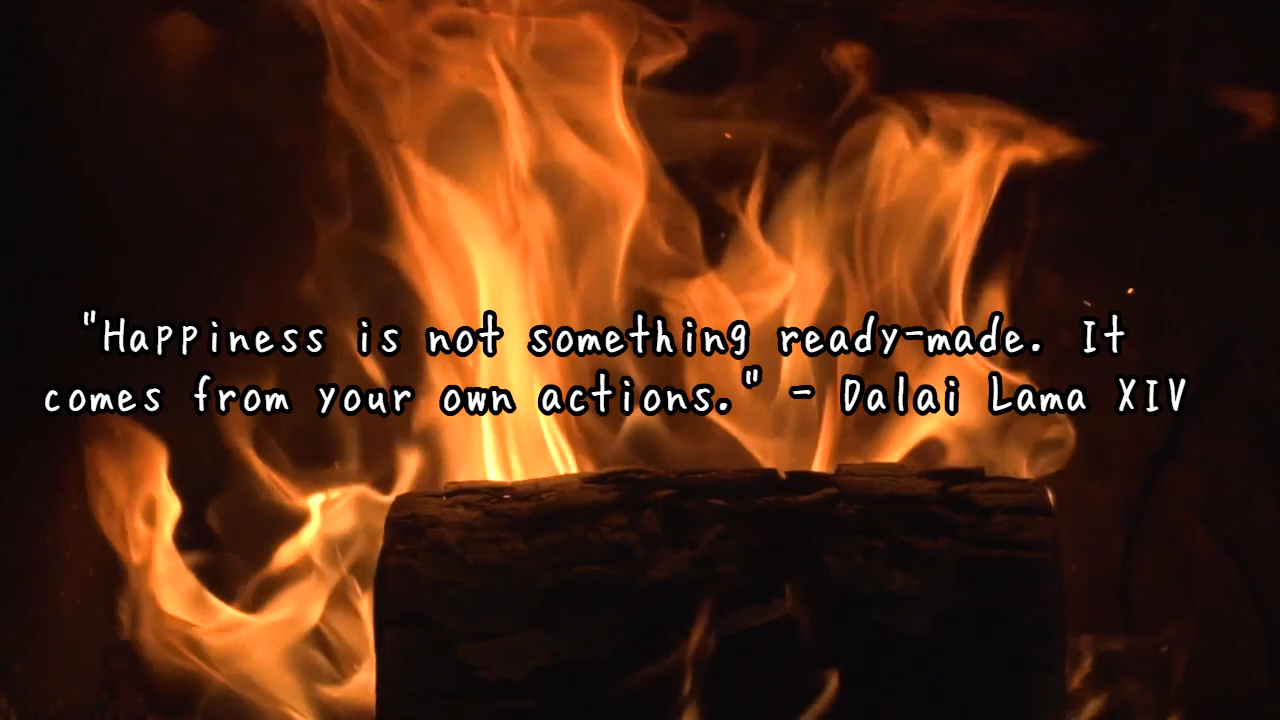 "Happiness is not something ready-made. It
comes from your own actions." - Dalai Lama XIV